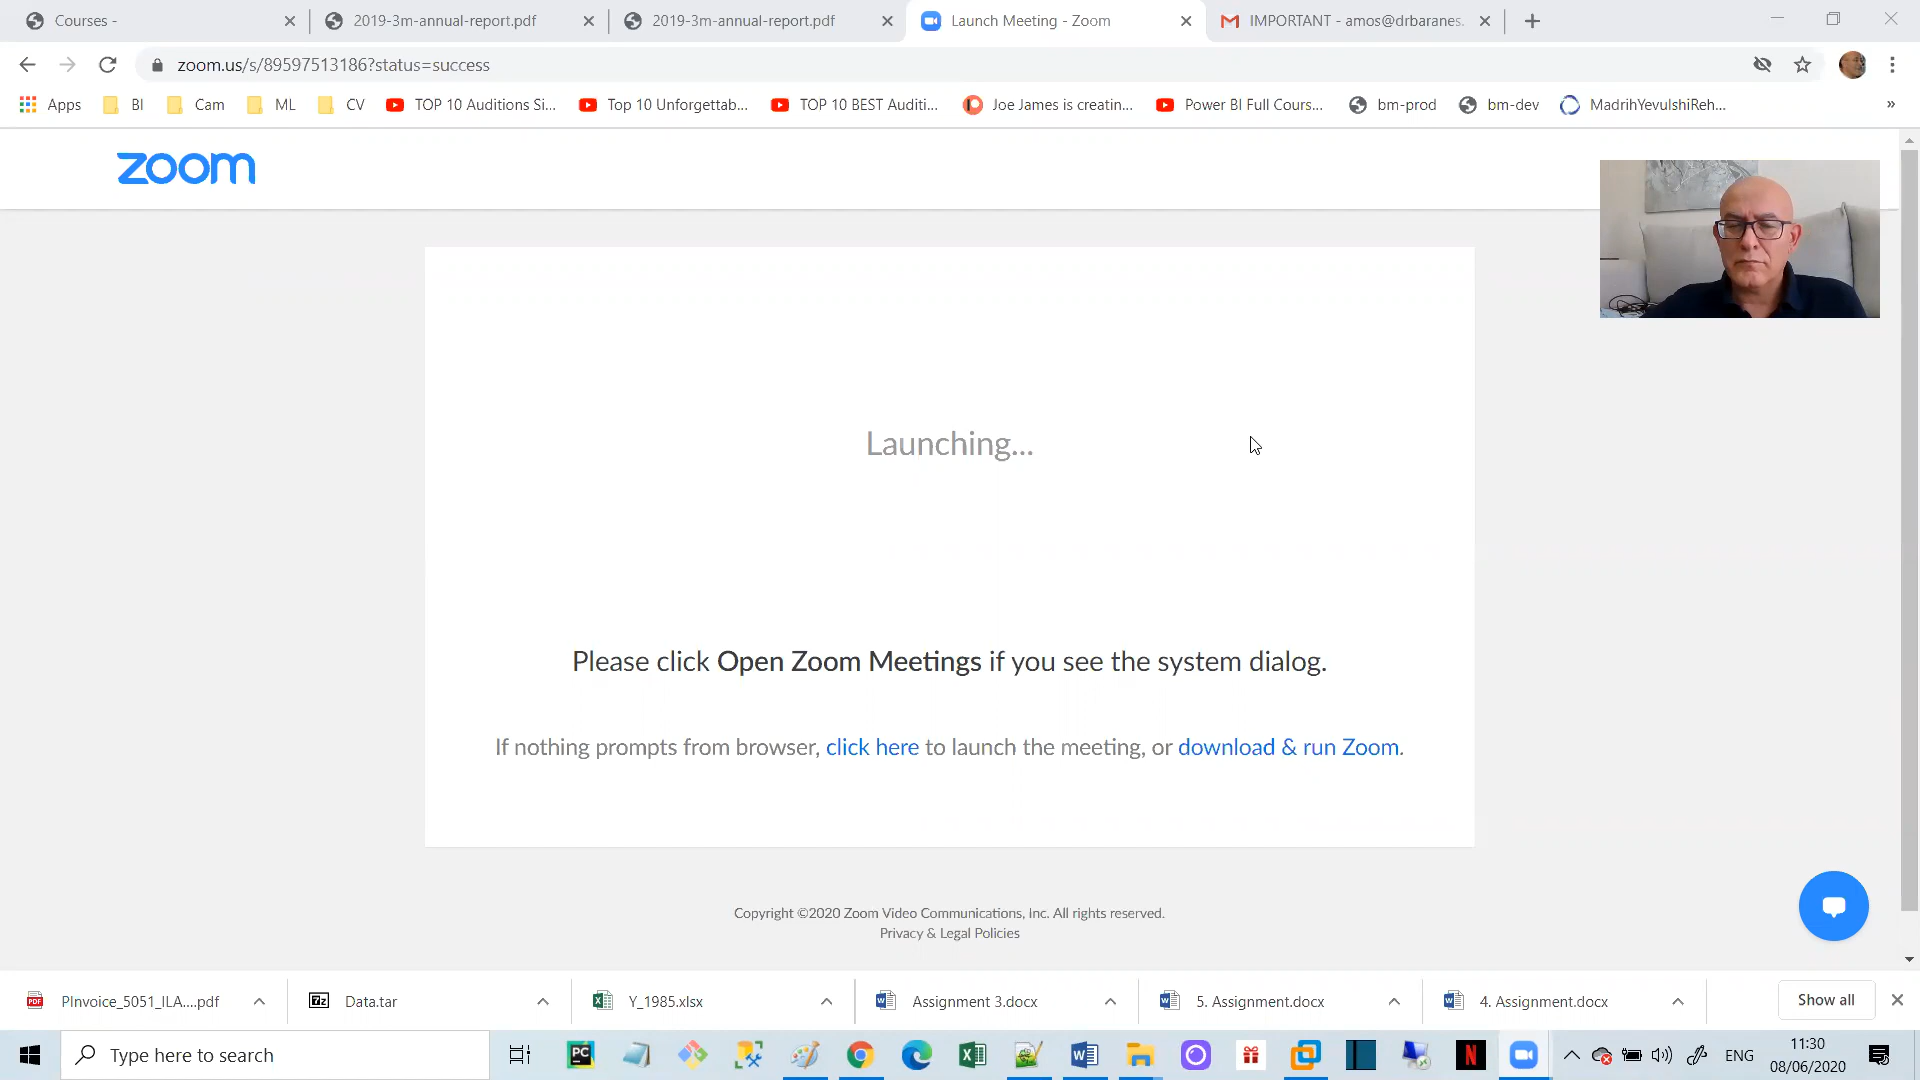 Courses -
2019-3m-annual-report.pdf
2019-3m-annual-report.pdf
Launch Meeting - Zoom
IMPORTANT - amos@drbaranes.
zoom.us/s/89597513186?status=success
Apps
BI
Cam
ML
CV
TOP 10 Auditions Si...
Top 10 Unforgettab...
TOP 10 BEST Auditi...
Joe James is creatin...
Power BI Full Cours...
bm-prod
bm-dev
MadrihYevulshiReh...
»
zoom
Launching...
Please click Open Zoom Meetings if you see the system dialog.
If nothing prompts from browser, click here to launch the meeting, or download & run Zoom.
Copyright ©2020 Zoom Video Communications, Inc. All rights reserved.
Privacy & Legal Policies
PDF
PInvoice_5051_ILA....pdf
7z
Data.tar
Y_1985.xlsx
Assignment 3.docx
5. Assignment.docx
4. Assignment.docx
Show all
Type here to search
PC
N
ENG
11:30
08/06/2020